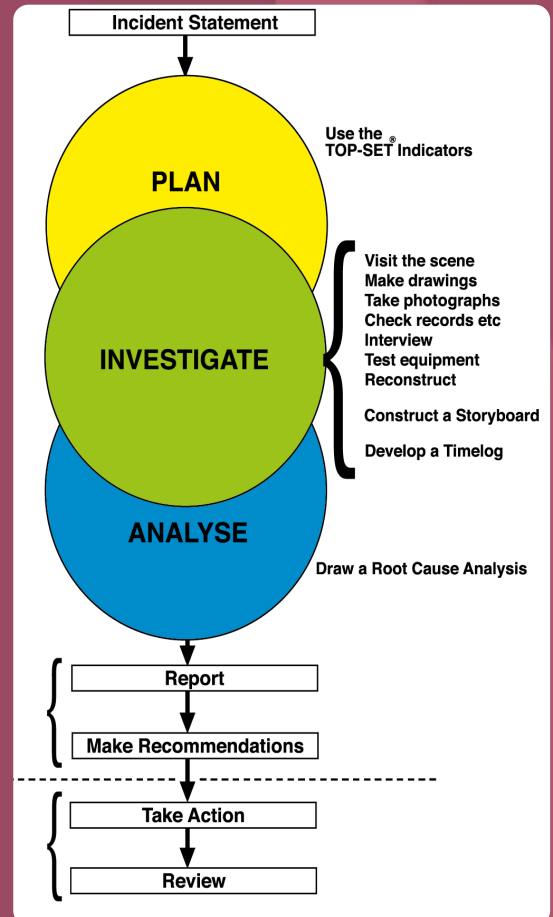 Incident Statement
PLAN
Use the
TOP-SET® Indicators
INVESTIGATE
Visit the scene
Make drawings
Take photographs
Check records etc
Interview
Test equipment
Reconstruct
Construct a Storyboard
Develop a Timelog
ANALYSE
Draw a Root Cause Analysis
Report
Make Recommendations
Take Action
Review